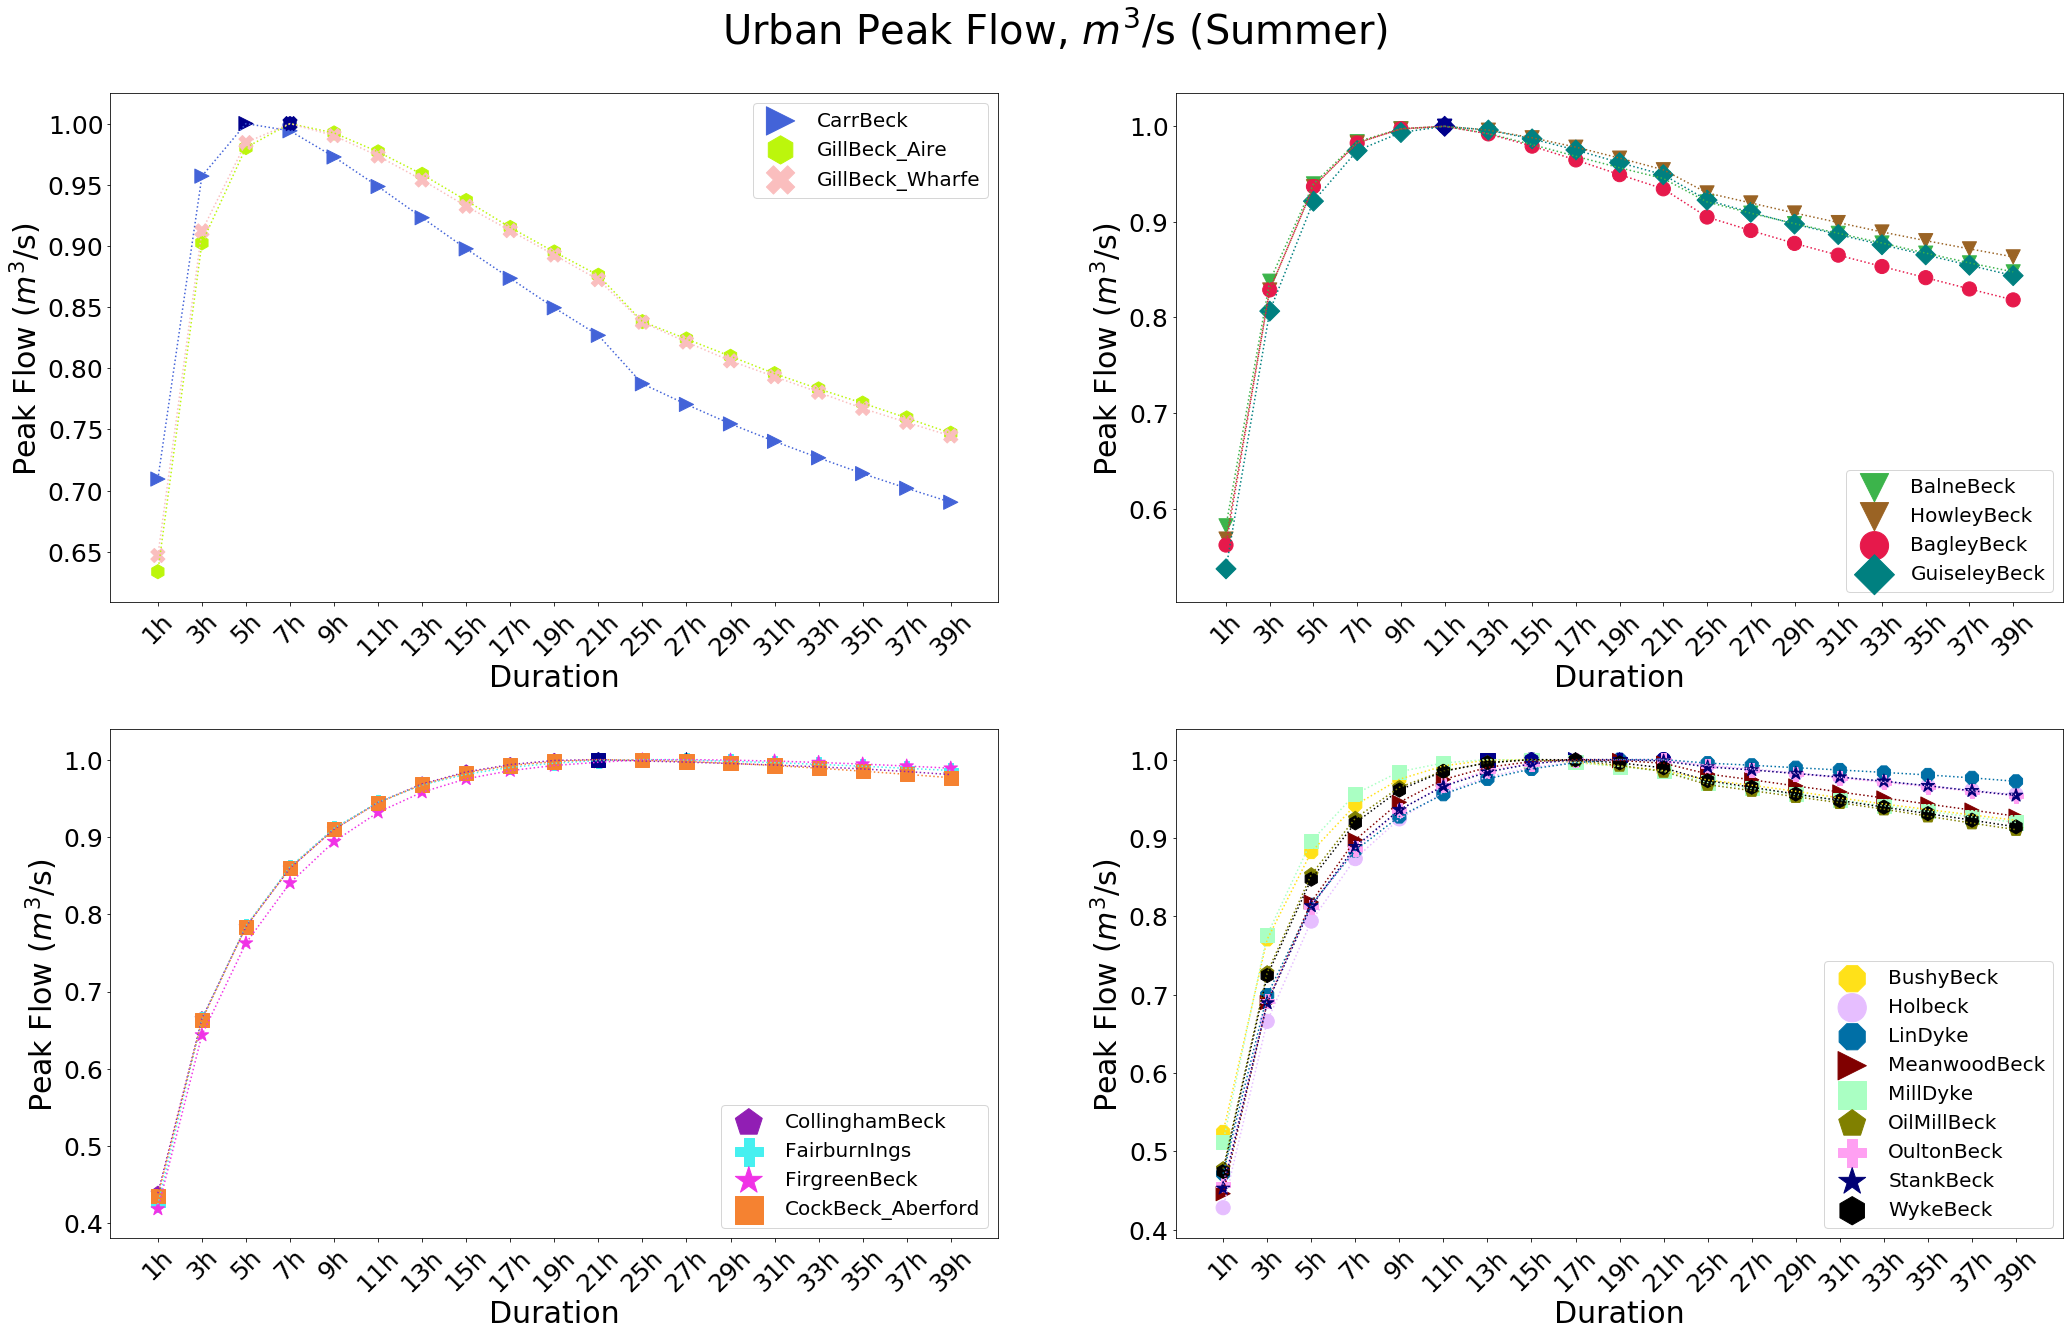 Urban Peak Flow, m³/s (Summer)
Peak Flow (m³/s)
1.00
0.95
0.90
0.85
0.80
0.75
0.70
0.65
CarrBeck
GillBeck_Aire
GillBeck_Wharfe
1h 3h 5h 7h 9h 11h 13h 15h 17h 19h 21h 25h 27h 29h 31h 33h 35h 37h 39h
Duration
Peak Flow (m³/s)
1.0
0.9
0.8
0.7
0.6
BalneBeck
HowleyBeck
BagleyBeck
GuiseleyBeck
1h 3h 5h 7h 9h 11h 13h 15h 17h 19h 21h 25h 27h 29h 31h 33h 35h 37h 39h
Duration
Peak Flow (m³/s)
1.0
0.9
0.8
0.7
0.6
0.5
0.4
CollinghamBeck
FairburnIngs
FirgreenBeck
CockBeck_Aberford
1h 3h 5h 7h 9h 11h 13h 15h 17h 19h 21h 25h 27h 29h 31h 33h 35h 37h 39h
Duration
Peak Flow (m³/s)
1.0
0.9
0.8
0.7
0.6
0.5
0.4
BushyBeck
Holbeck
LinDyke
MeanwoodBeck
MillDyke
OilMillBeck
OultonBeck
StankBeck
WykeBeck
1h 3h 5h 7h 9h 11h 13h 15h 17h 19h 21h 25h 27h 29h 31h 33h 35h 37h 39h
Duration